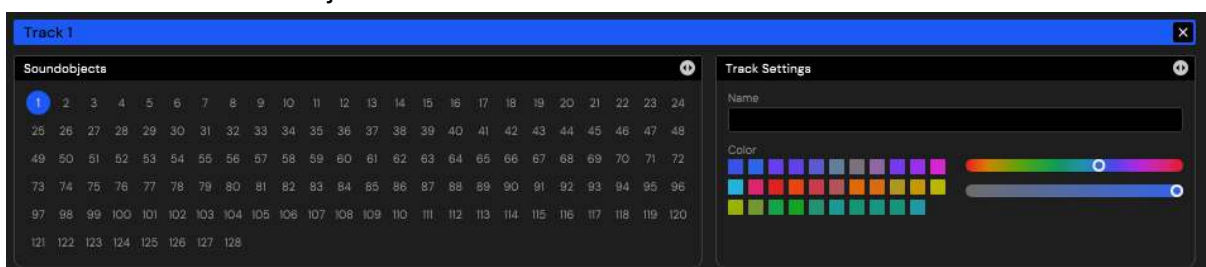 Track 1
Soundobjects
1 2 3 4 5 6 7 8 9 10 11 12 13 14 15 16 17 18 19 20 21 22 23 24
25 26 27 28 29 30 31 32 33 34 35 36 37 38 39 40 41 42 43 44 45 46 47 48
49 50 51 52 53 54 55 56 57 58 59 60 61 62 63 64 65 66 67 68 69 70 71 72
73 74 75 76 77 78 79 80 81 82 83 84 85 86 87 88 89 90 91 92 93 94 95 96
97 98 99 100 101 102 103 104 105 106 107 108 109 110 111 112 113 114 115 116 117 118 119 120
121 122 123 124 125 126 127 128
Track Settings
Name
Color